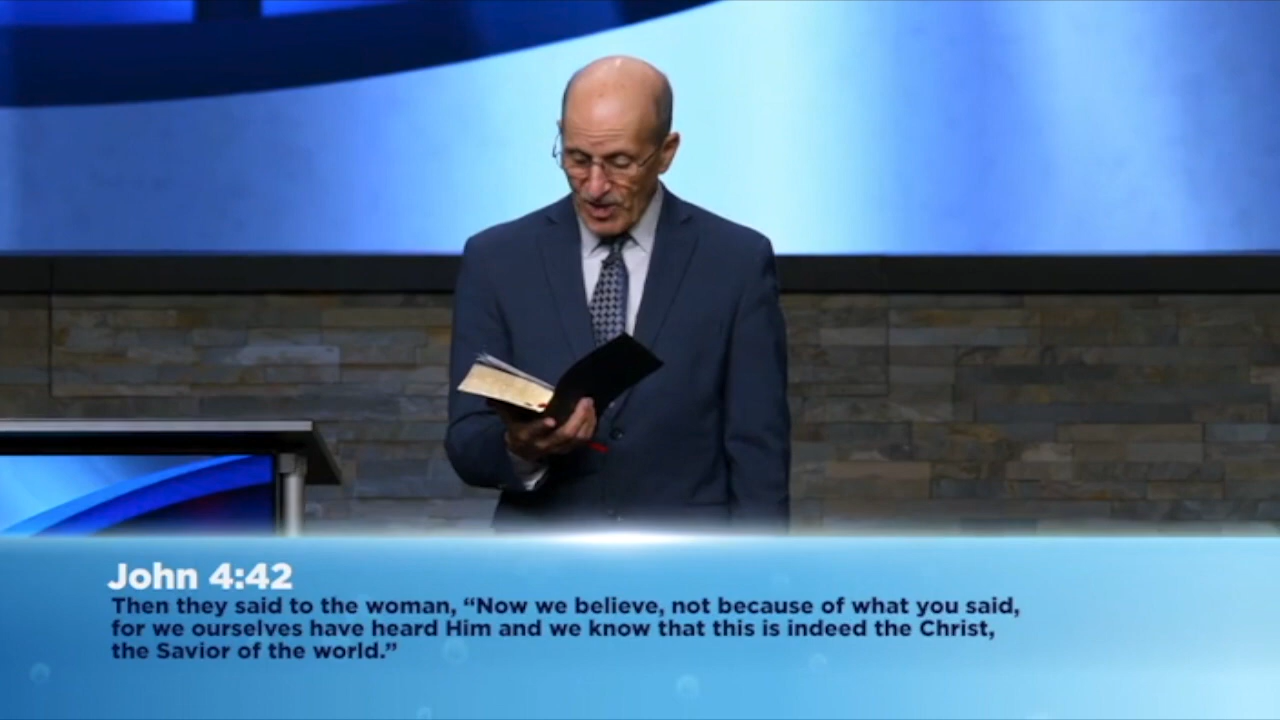 John 4:42
Then they said to the woman, “Now we believe, not because of what you said,
for we ourselves have heard Him and we know that this is indeed the Christ,
the Savior of the world.”